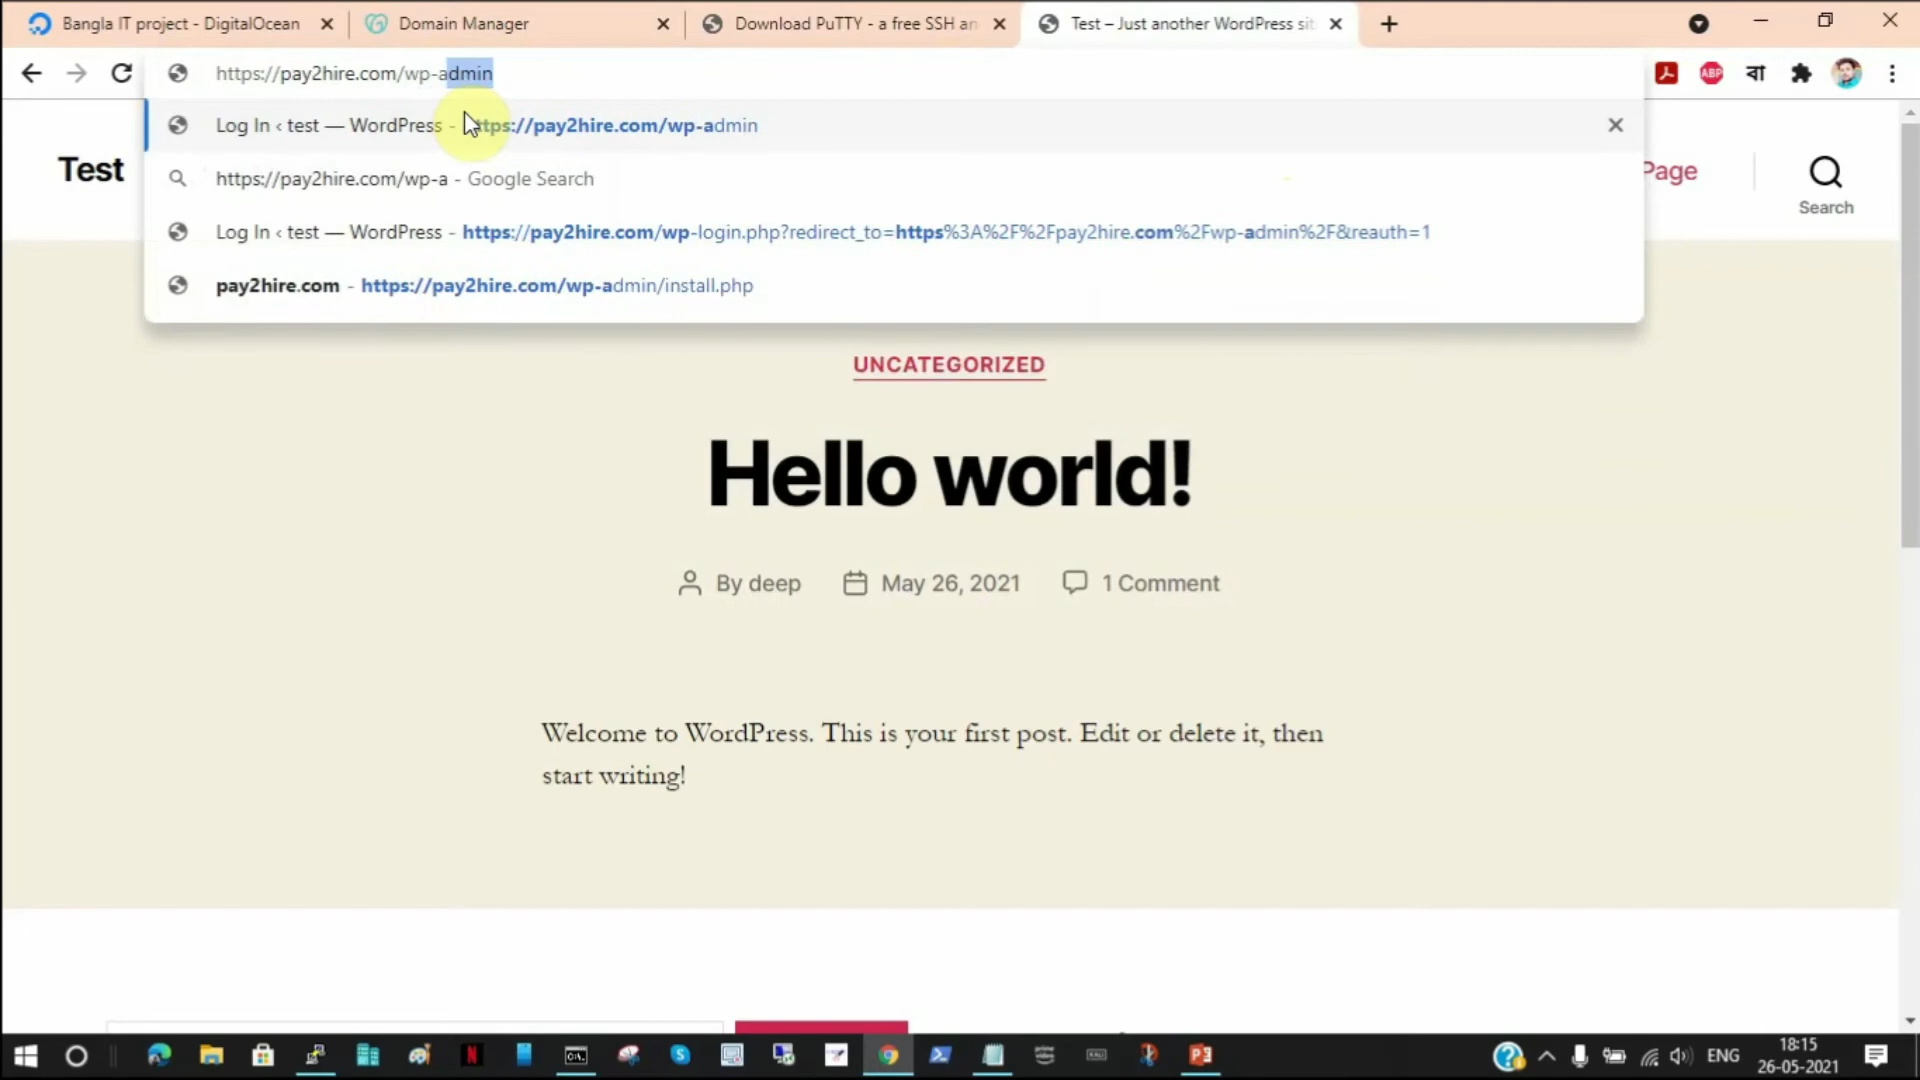 Bangla IT project - DigitalOcean
Domain Manager
Download PuTTY - a free SSH an
Test – Just another WordPress sit
https://pay2hire.com/wp-admin
ABP
বা
Log In ‹ test — WordPress - https://pay2hire.com/wp-admin
https://pay2hire.com/wp-a - Google Search
Log In ‹ test — WordPress - https://pay2hire.com/wp-login.php?redirect_to=https%3A%2F%2Fpay2hire.com%2Fwp-admin%2F&reauth=1
pay2hire.com - https://pay2hire.com/wp-admin/install.php
Test
Page
Search
UNCATEGORIZED
Hello world!
By deep
May 26, 2021
1 Comment
Welcome to WordPress. This is your first post. Edit or delete it, then
start writing!
ENG
18:15
26-05-2021